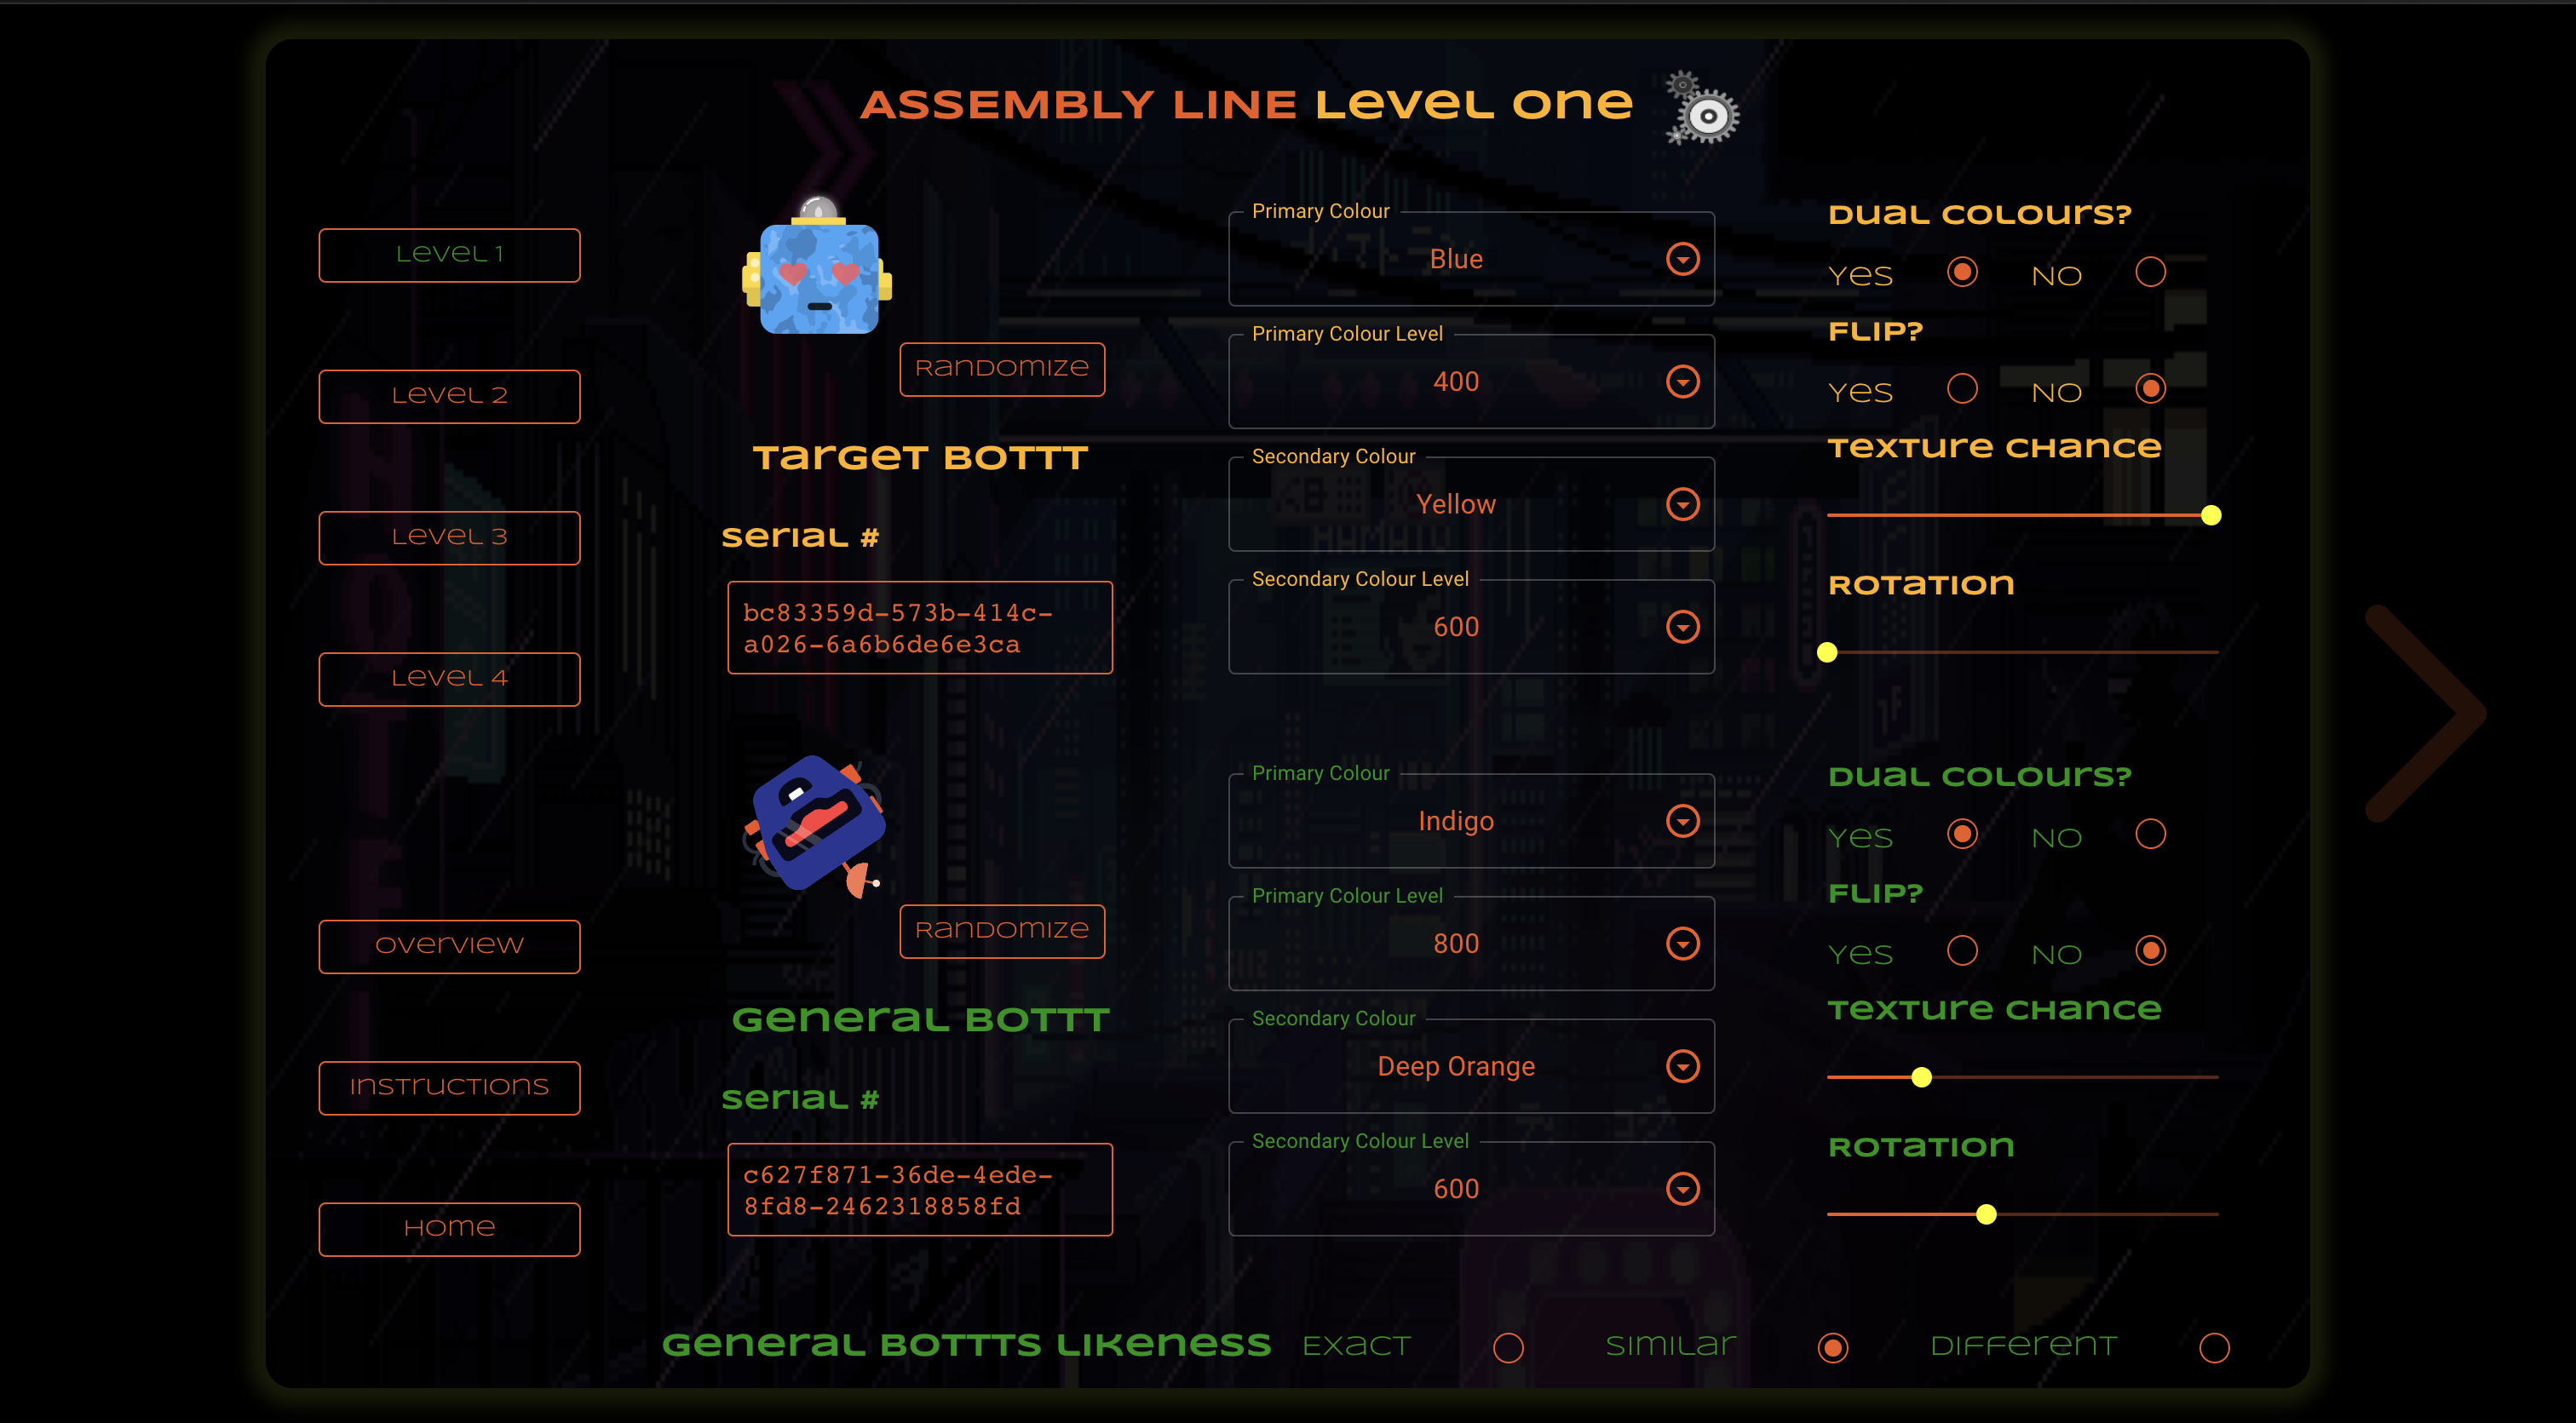 ASSEMBLY LINE Level One
Level 1
Level 2
Level 3
Level 4
Overview
Instructions
Home
Randomize
Target Bottt
Serial #
bc83359d-573b-414c-
a026-6a6b6de6e3ca
Primary Colour
Blue
Primary Colour Level
400
Secondary Colour
Yellow
Secondary Colour Level
600
Dual Colours?
Yes No
Flip?
Yes No
Texture Chance
Rotation
Randomize
General Bottt
Serial #
c627f871-36de-4ede-
8fd8-2462318858fd
Primary Colour
Indigo
Primary Colour Level
800
Secondary Colour
Deep Orange
Secondary Colour Level
600
Dual Colours?
Yes No
Flip?
Yes No
Texture Chance
Rotation
General Bottts Likeness Exact Similar Different